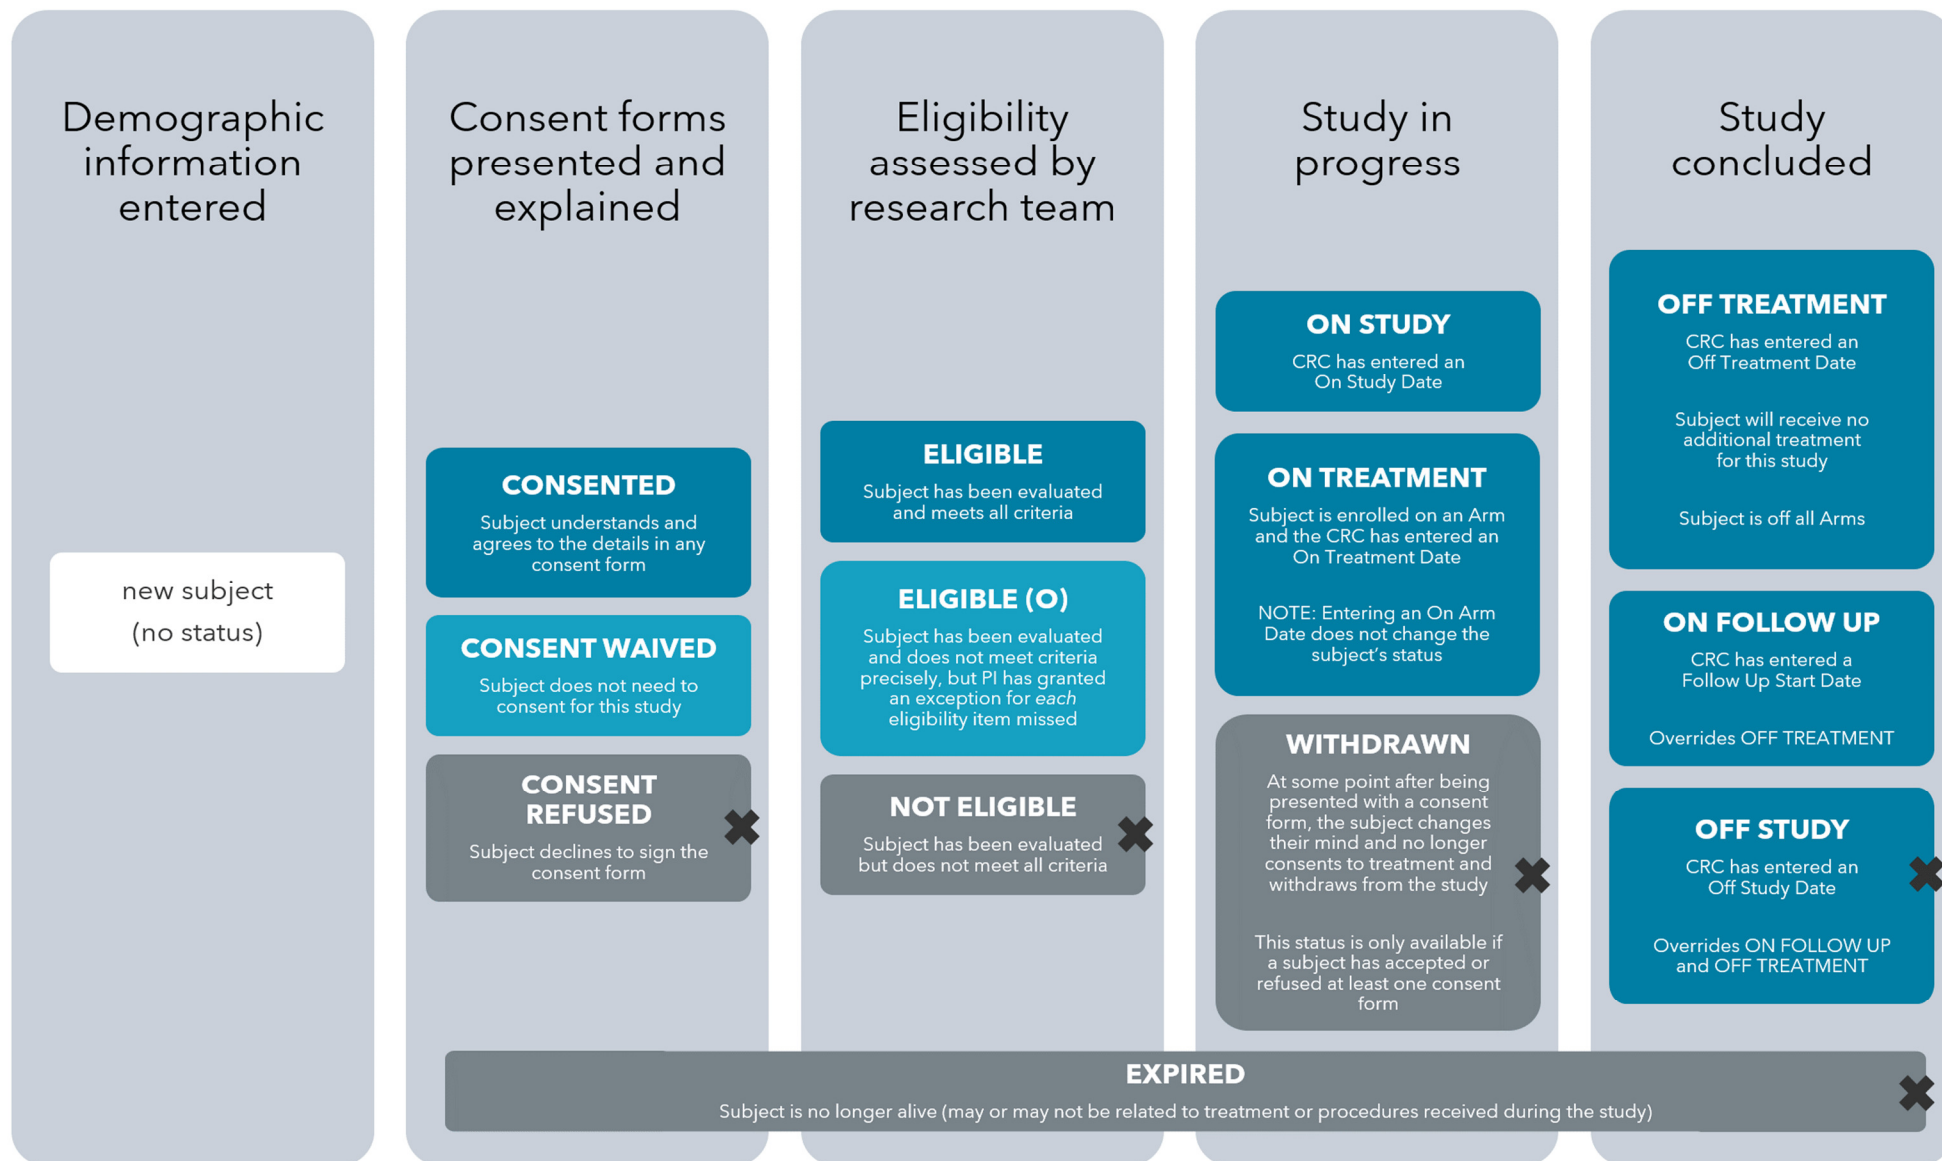 Demographic
information
entered
new subject
(no status)
Consent forms
presented and
explained
CONSENTED
Subject understands and
agrees to the details in any
consent form
CONSENT WAIVED
Subject does not need to
consent for this study
CONSENT
REFUSED
Subject declines to sign the
consent form
Eligibility
assessed by
research team
ELIGIBLE
Subject has been evaluated
and meets all criteria
ELIGIBLE (O)
Subject has been evaluated
and does not meet criteria
precisely, but PI has granted
an exception for each
eligibility item missed
NOT ELIGIBLE
Subject has been evaluated
but does not meet all criteria
Study in
progress
ON STUDY
CRC has entered an
On Study Date
ON TREATMENT
Subject is enrolled on an Arm
and the CRC has entered an
On Treatment Date
NOTE: Entering an On Arm
Date does not change the
subject’s status
WITHDRAWN
At some point after being
presented with a consent
form, the subject changes
their mind and no longer
consents to treatment and
withdraws from the study
This status is only available if
a subject has accepted or
refused at least one consent
form
Study
concluded
OFF TREATMENT
CRC has entered an
Off Treatment Date
Subject will receive no
additional treatment
for this study
Subject is off all Arms
ON FOLLOW UP
CRC has entered a
Follow Up Start Date
Overrides OFF TREATMENT
OFF STUDY
CRC has entered an
Off Study Date
Overrides ON FOLLOW UP
and OFF TREATMENT
EXPIRED
Subject is no longer alive (may or may not be related to treatment or procedures received during the study)